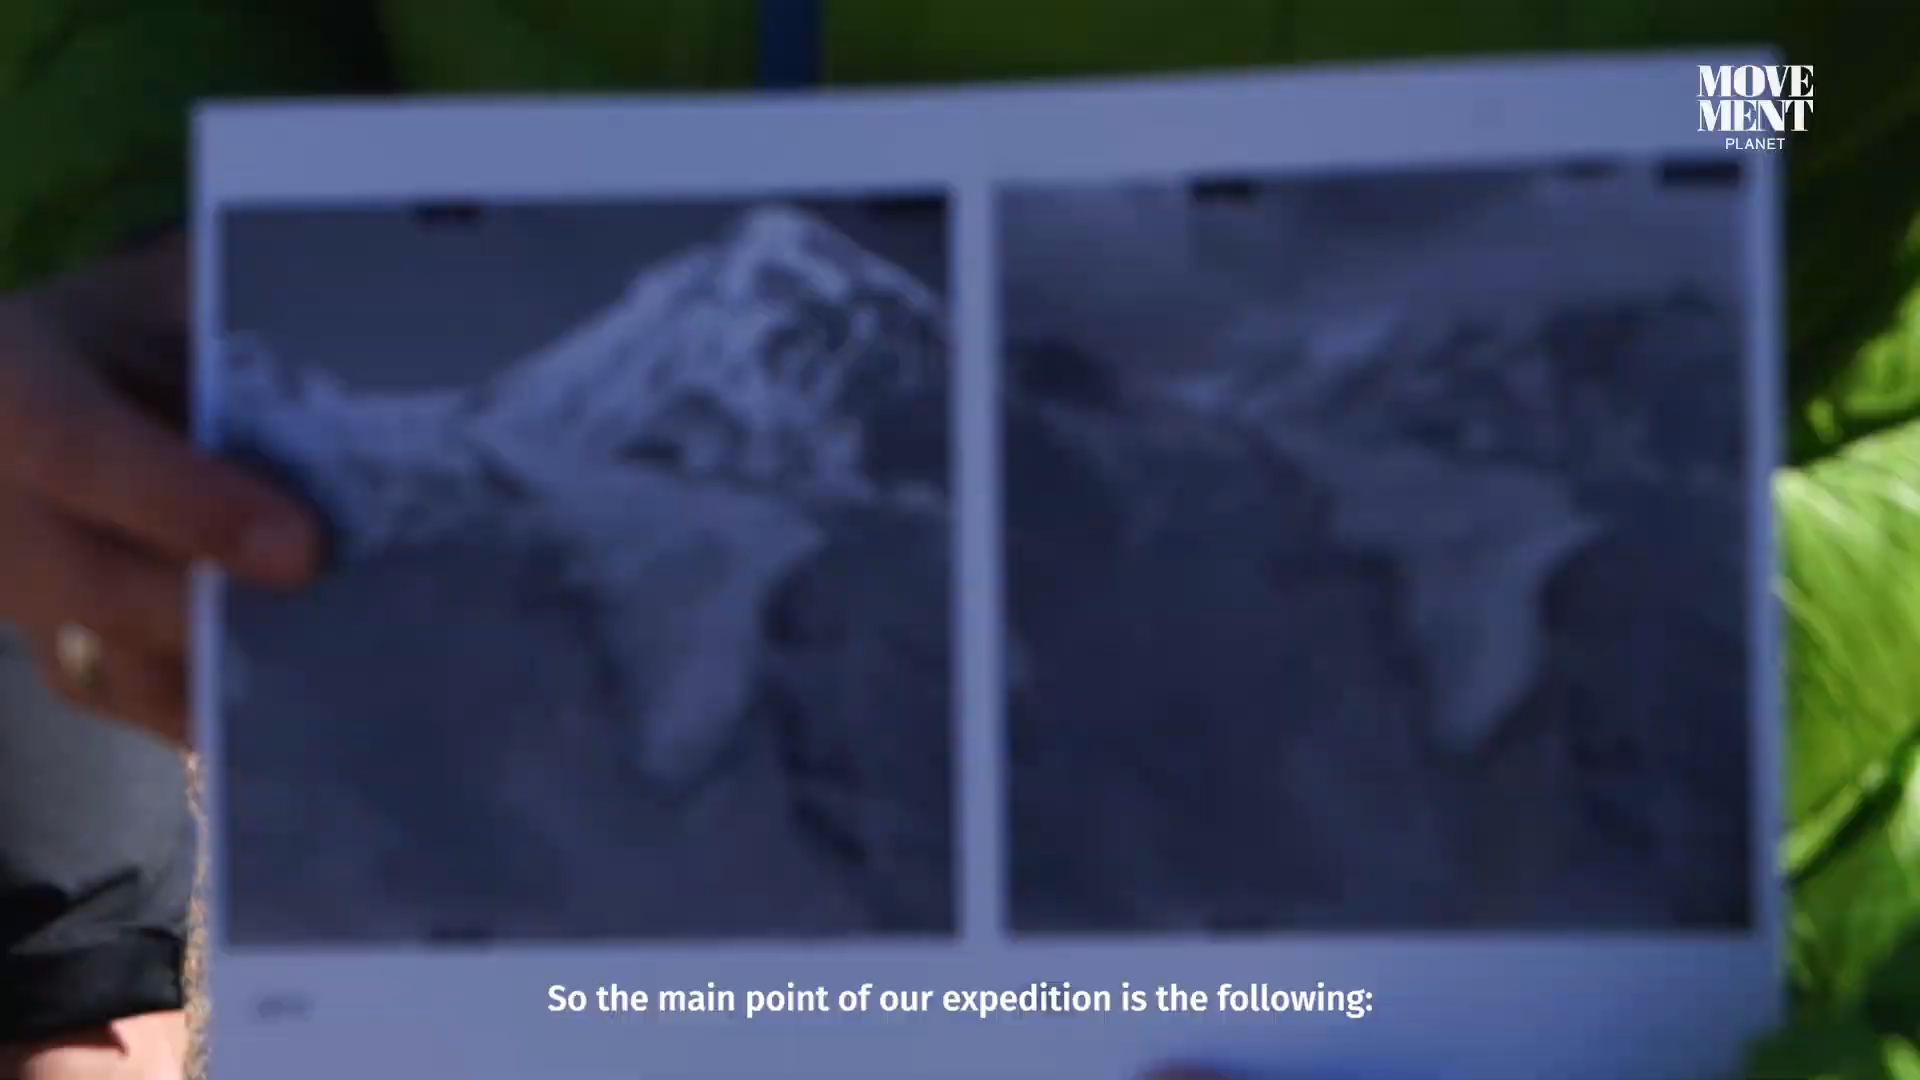 MOVE
MENT
PLANET
So the main point of our expedition is the following: